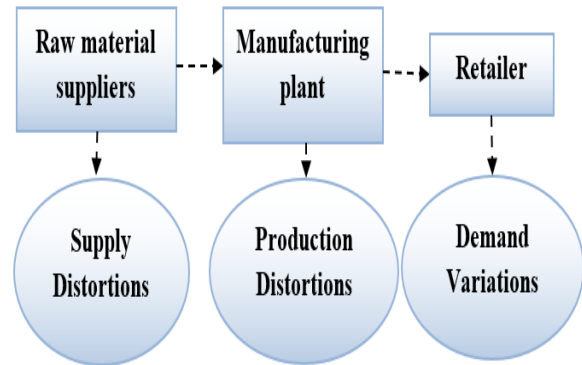 Raw material
suppliers
Manufacturing
plant
Retailer
Supply
Distortions
Production
Distortions
Demand
Variations